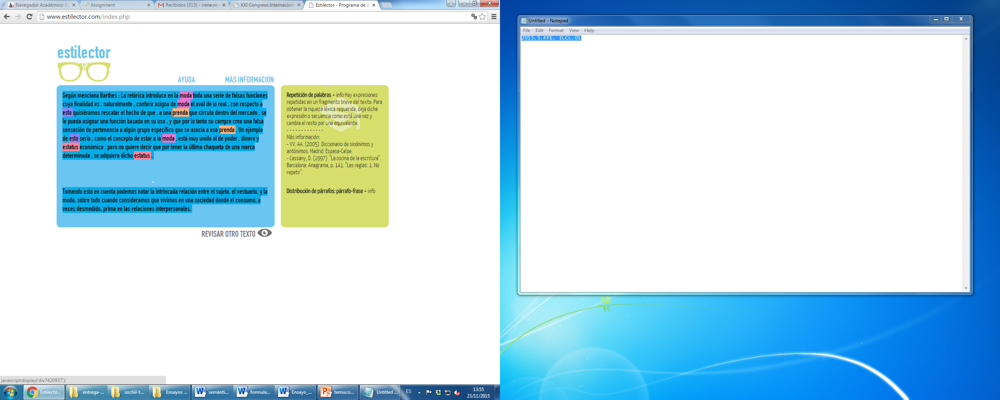 Navegador Académico: C
Assignment
Recibidos (313) - irene.ren
XXI Congreso Internaciona
Estilector - Programa de a
www.estilector.com/index.php
estilector
AYUDA
MÁS INFORMACIÓN
Según menciona Barthes ; La retórica introduce en la moda toda una serie de falsas funciones
cuya finalidad es , naturalmente , conferir asigno de moda el aval de lo real , con respecto a
esto quisiéramos rescatar el hecho de que , a una prenda que circula dentro del mercado , se
le pueda asignar una función basada en su uso , y que por lo tanto su compra cree una falsa
sensación de pertenencia a algún grupo específico que se asocia a esa prenda . Un ejemplo
de esto seria , como el concepto de estar a la moda , está muy unido al de poder , dinero y
estatus económico , pero no quiere decir que por tener la última chaqueta de una marca
determinada , se adquiera dicho estatus .
Tomando esto en cuenta podemos notar la intrincada relación entre el sujeto, el vestuario, y la
moda, sobre todo cuando consideramos que vivimos en una sociedad donde el consumo, a
veces desmedido, prima en las relaciones interpersonales.
Repetición de palabras + info Hay expresiones
repetidas en un fragmento breve del texto. Para
obtener la riqueza léxica requerida, deja dicha
expresión o secuencia como está una vez y
cambia el resto por una equivalente.
- - - - - - - - - - - - -
Más información:
- VV. AA. (2005). Diccionario de sinónimos y
antónimos. Madrid: Espasa-Calpe.
- Cassany, D. (1997). "La cocina de la escritura".
Barcelona: Anagrama, p. 141. "Las reglas: 1. No
repetir".
Distribución de párrafos: párrafo-frase + info
REVISAR OTRO TEXTO
javascript:display('div7420937');
Estilecto...
entrega-...
sochil-t...
Ensayos ...
semánti...
formula...
Ensayo_...
temuco...
Untitled ...
ES
13:55
23/11/2015
Untitled - Notepad
File Edit Format View Help
2015.5.FFE. ILCL.01